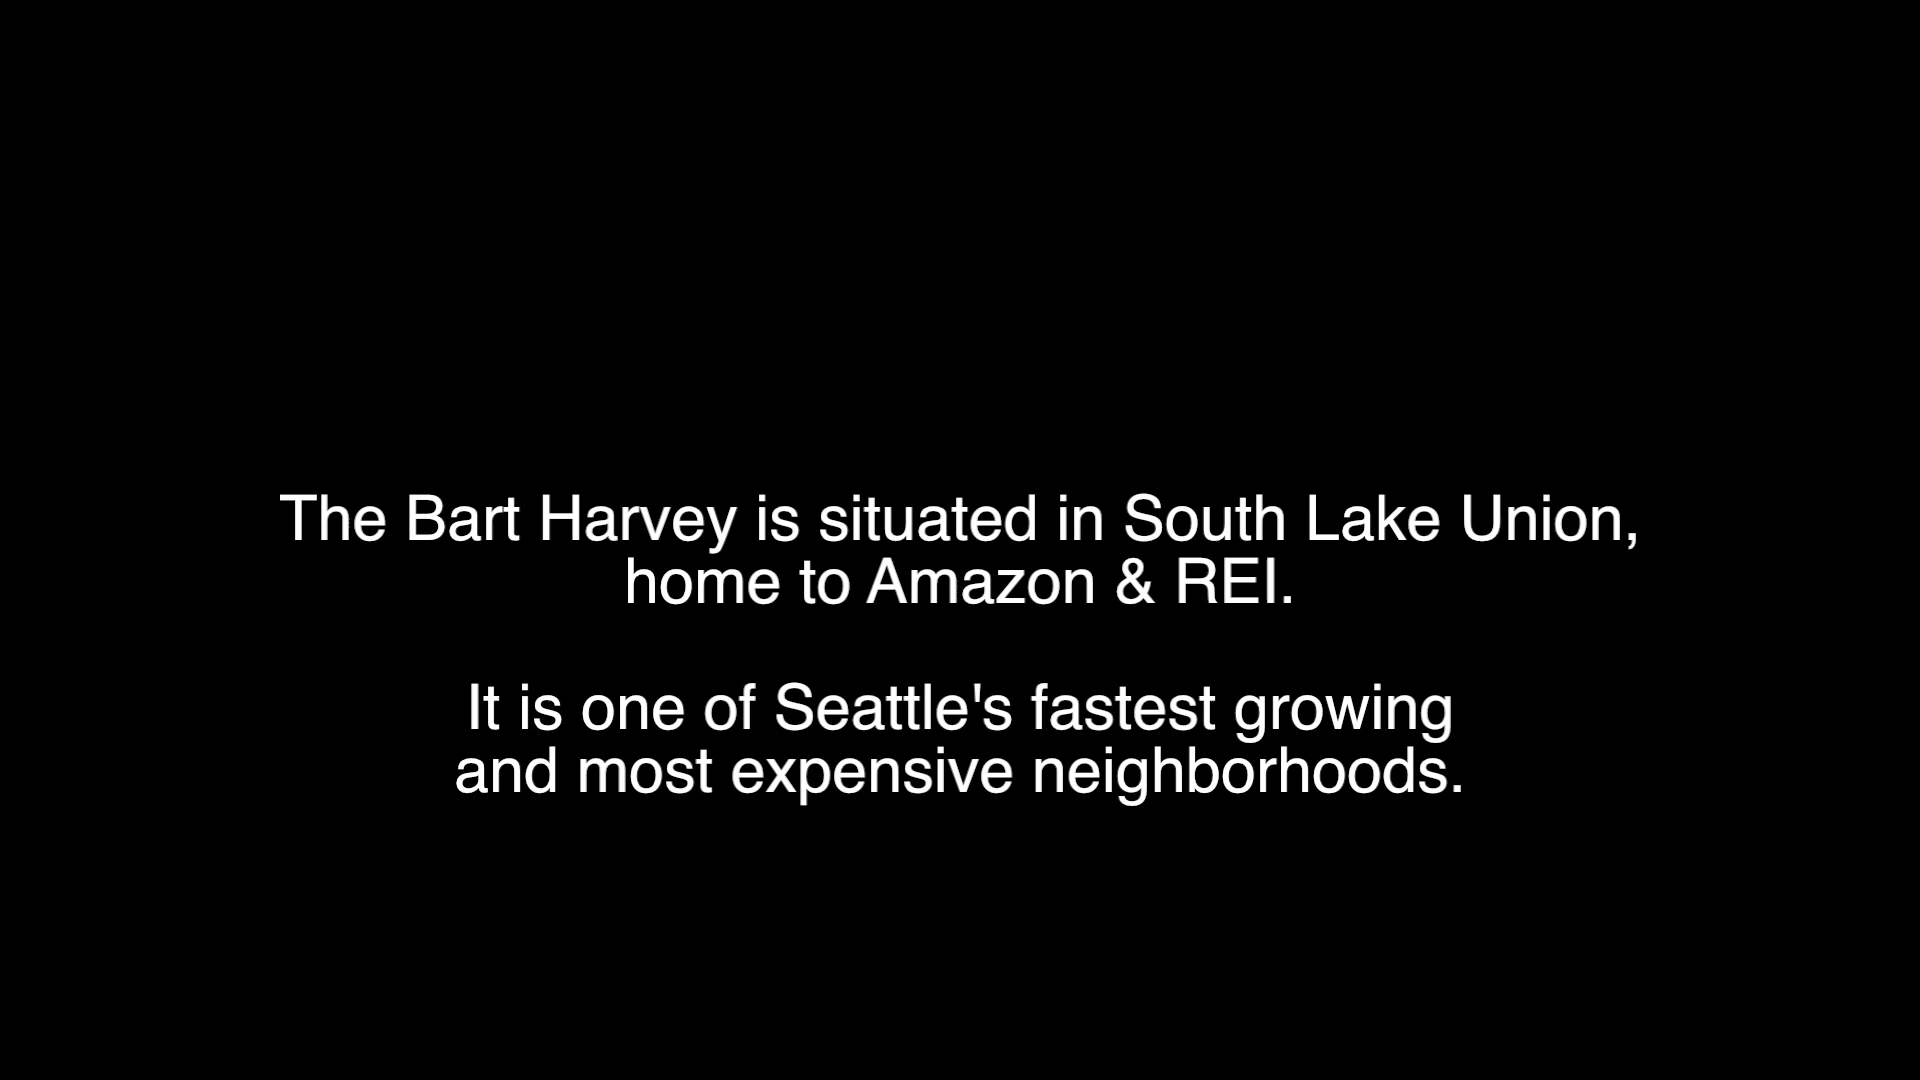 The Bart Harvey is situated in South Lake Union,
home to Amazon & REI.
It is one of Seattle's fastest growing
and most expensive neighborhoods.